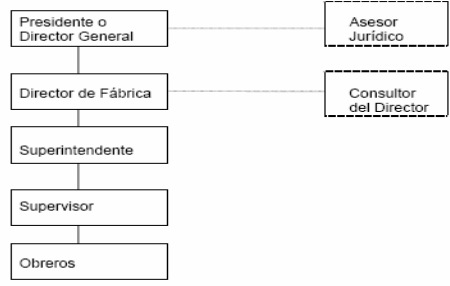 Presidente o
Director General
Asesor
Jurídico
Director de Fábrica
Consultor
del Director
Superintendente
Supervisor
Obreros